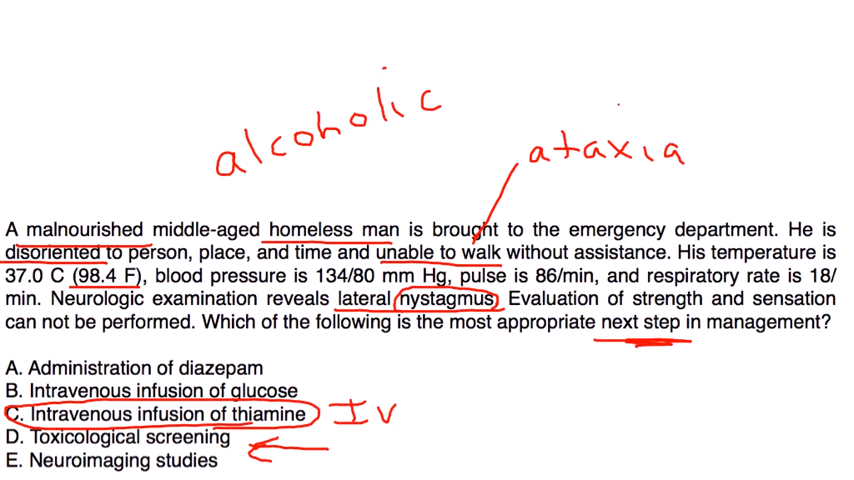 alcoholic
ataxia
A malnourished middle-aged homeless man is brought to the emergency department. He is
disoriented to person, place, and time and unable to walk without assistance. His temperature is
37.0 C (98.4 F), blood pressure is 134/80 mm Hg, pulse is 86/min, and respiratory rate is 18/
min. Neurologic examination reveals lateral nystagmus. Evaluation of strength and sensation
can not be performed. Which of the following is the most appropriate next step in management?
A. Administration of diazepam
B. Intravenous infusion of glucose
C. Intravenous infusion of thiamine IV
D. Toxicological screening
E. Neuroimaging studies